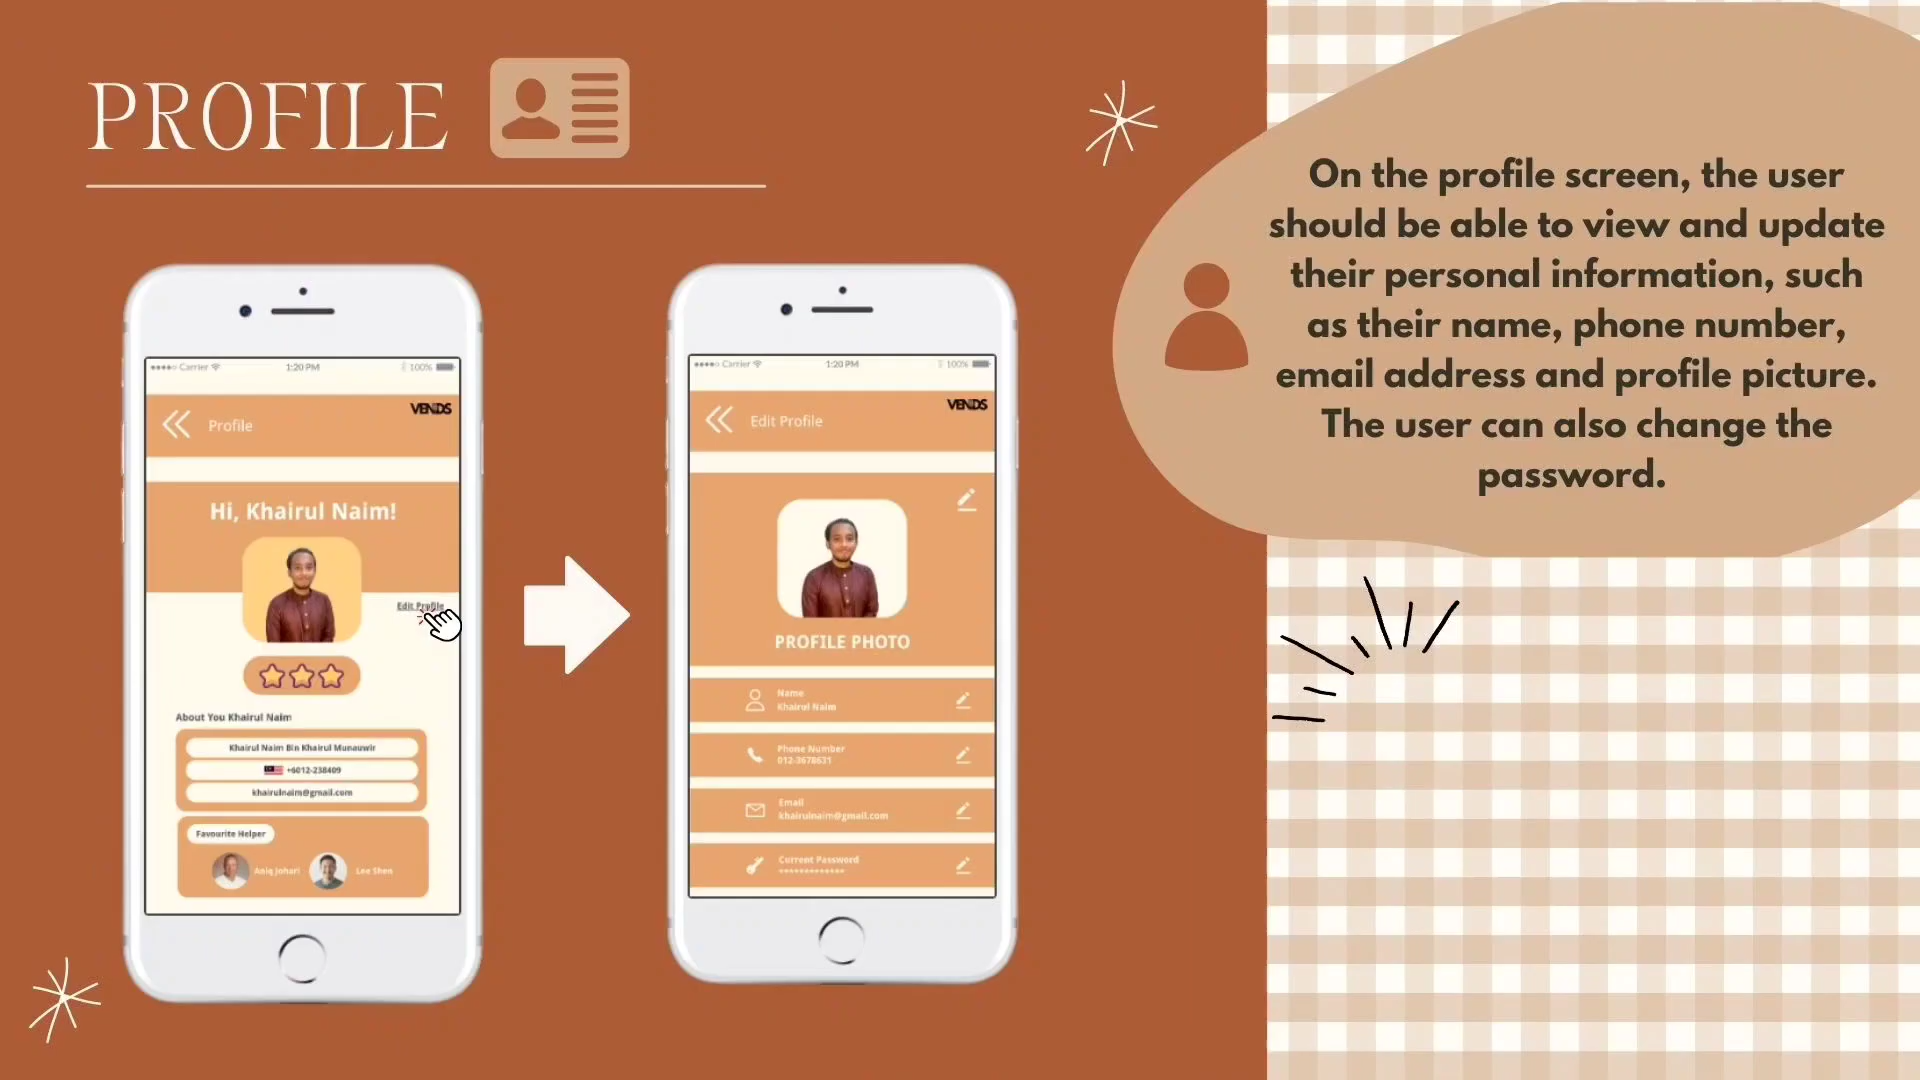 PROFILE
On the profile screen, the user
should be able to view and update
their personal information, such
as their name, phone number,
email address and profile picture.
The user can also change the
password.
Carrier 1:20 PM 100%
VENDS
Profile
Hi, Khairul Naim!
Edit Profile
About You Khairul Naim
Khairul Naim Bin Khairul Munauwir
+6012-238409
khairulnaim@gmail.com
Favourite Helper
Aniq Johari Lee Shen
Carrier 1:20 PM 100%
VENDS
Edit Profile
PROFILE PHOTO
Name
Khairul Naim
Phone Number
012-3678631
Email
khairulnaim@gmail.com
Current Password
*************